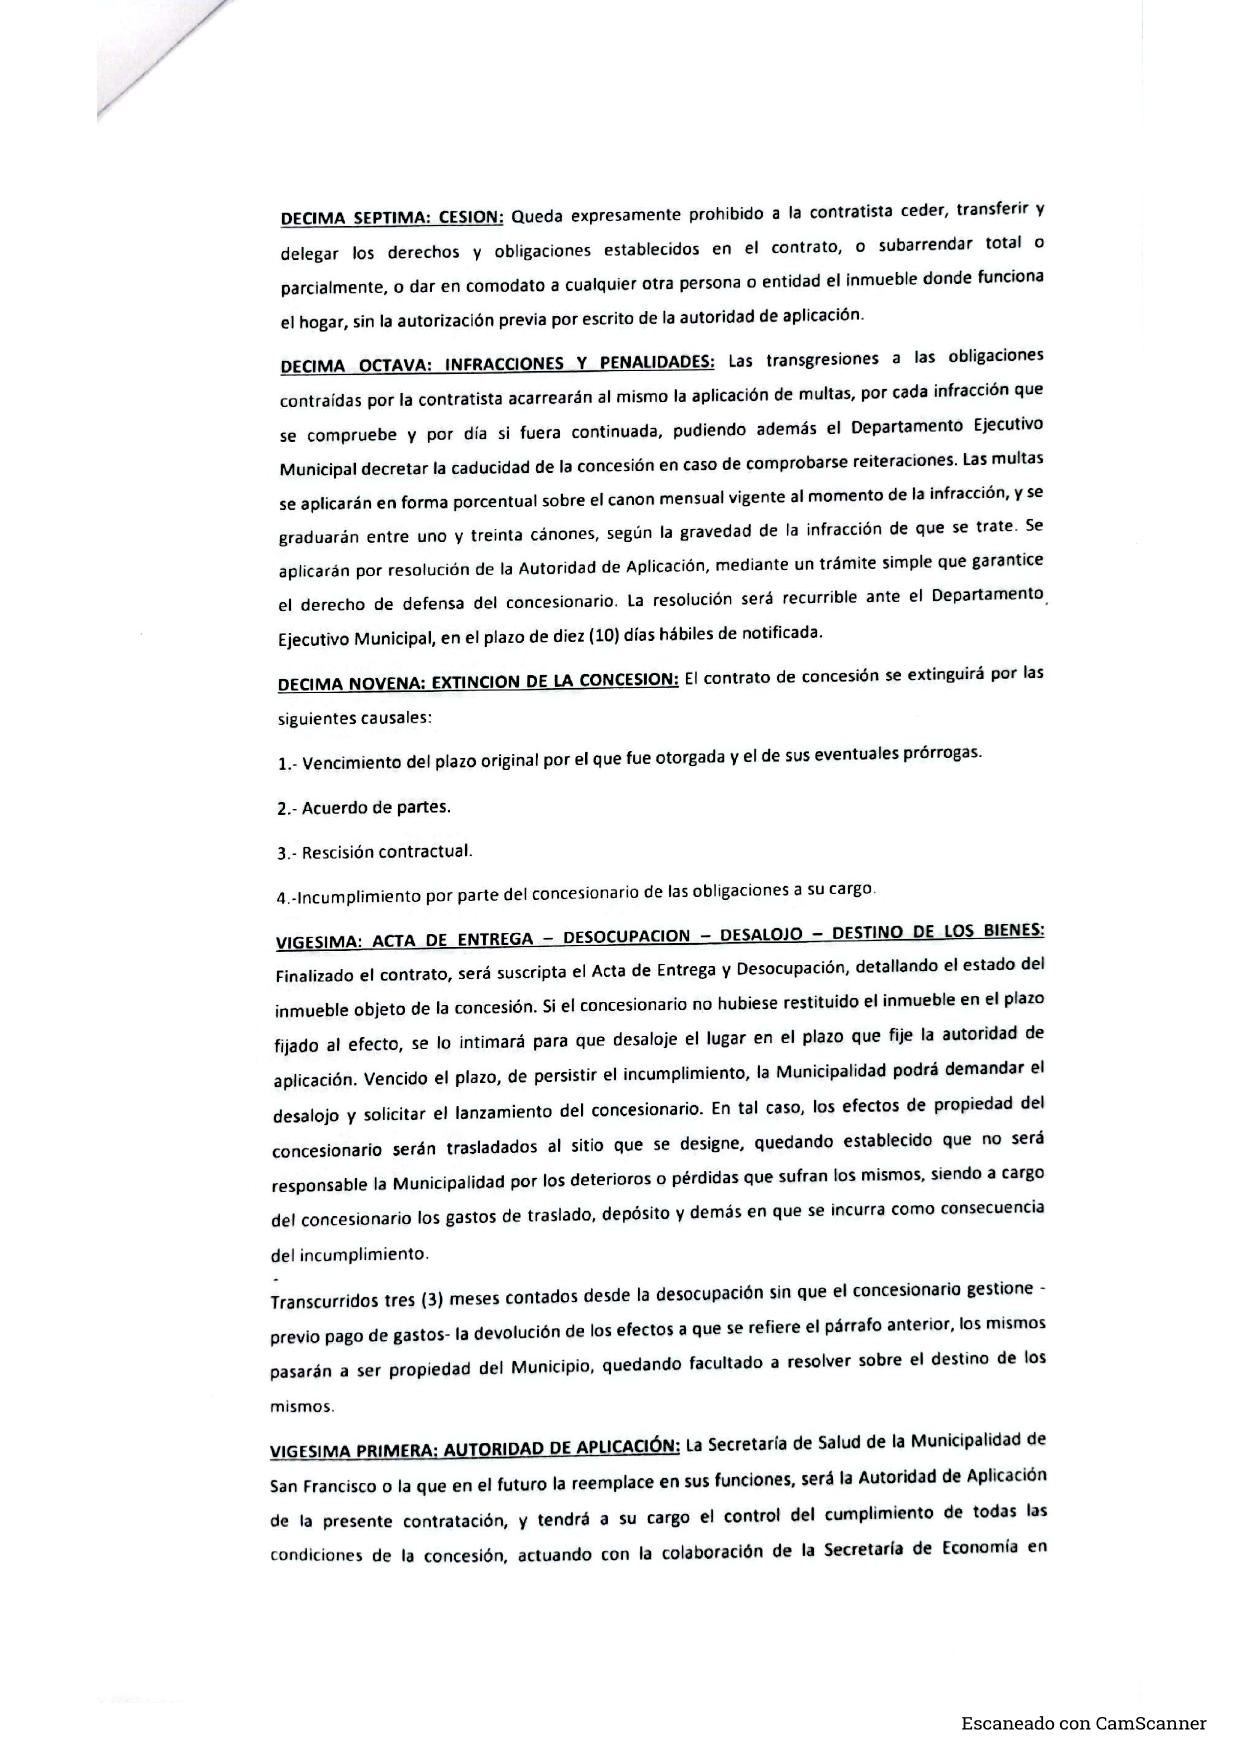 DECIMA SEPTIMA: CESION: Queda expresamente prohibido a la contratista ceder, transferir y
delegar los derechos y obligaciones establecidos en el contrato, o subarrendar total o
parcialmente, o dar en comodato a cualquier otra persona o entidad el inmueble donde funciona
el hogar, sin la autorización previa por escrito de la autoridad de aplicación.
DECIMA OCTAVA: INFRACCIONES Y PENALIDADES: Las transgresiones a las obligaciones
contraídas por la contratista acarrearán al mismo la aplicación de multas, por cada infracción que
se compruebe y por día si fuera continuada, pudiendo además el Departamento Ejecutivo
Municipal decretar la caducidad de la concesión en caso de comprobarse reiteraciones. Las multas
se aplicarán en forma porcentual sobre el canon mensual vigente al momento de la infracción, y se
graduarán entre uno y treinta cánones, según la gravedad de la infracción de que se trate. Se
aplicarán por resolución de la Autoridad de Aplicación, mediante un trámite simple que garantice
el derecho de defensa del concesionario. La resolución será recurrible ante el Departamento
Ejecutivo Municipal, en el plazo de diez (10) días hábiles de notificada.
DECIMA NOVENA: EXTINCION DE LA CONCESION: El contrato de concesión se extinguirá por las
siguientes causales:
1.- Vencimiento del plazo original por el que fue otorgada y el de sus eventuales prórrogas.
2.- Acuerdo de partes.
3.- Rescisión contractual.
4.-Incumplimiento por parte del concesionario de las obligaciones a su cargo.
VIGESIMA: ACTA DE ENTREGA – DESOCUPACION – DESALOJO – DESTINO DE LOS BIENES:
Finalizado el contrato, será suscripta el Acta de Entrega y Desocupación, detallando el estado del
inmueble objeto de la concesión. Si el concesionario no hubiese restituido el inmueble en el plazo
fijado al efecto, se lo intimará para que desaloje el lugar en el plazo que fije la autoridad de
aplicación. Vencido el plazo, de persistir el incumplimiento, la Municipalidad podrá demandar el
desalojo y solicitar el lanzamiento del concesionario. En tal caso, los efectos de propiedad del
concesionario serán trasladados al sitio que se designe, quedando establecido que no será
responsable la Municipalidad por los deterioros o pérdidas que sufran los mismos, siendo a cargo
del concesionario los gastos de traslado, depósito y demás en que se incurra como consecuencia
del incumplimiento.
-
Transcurridos tres (3) meses contados desde la desocupación sin que el concesionario gestione -
previo pago de gastos- la devolución de los efectos a que se refiere el párrafo anterior, los mismos
pasarán a ser propiedad del Municipio, quedando facultado a resolver sobre el destino de los
mismos.
VIGESIMA PRIMERA: AUTORIDAD DE APLICACIÓN: La Secretaría de Salud de la Municipalidad de
San Francisco o la que en el futuro la reemplace en sus funciones, será la Autoridad de Aplicación
de la presente contratación, y tendrá a su cargo el control del cumplimiento de todas las
condiciones de la concesión, actuando con la colaboración de la Secretaría de Economía en
Escaneado con CamScanner